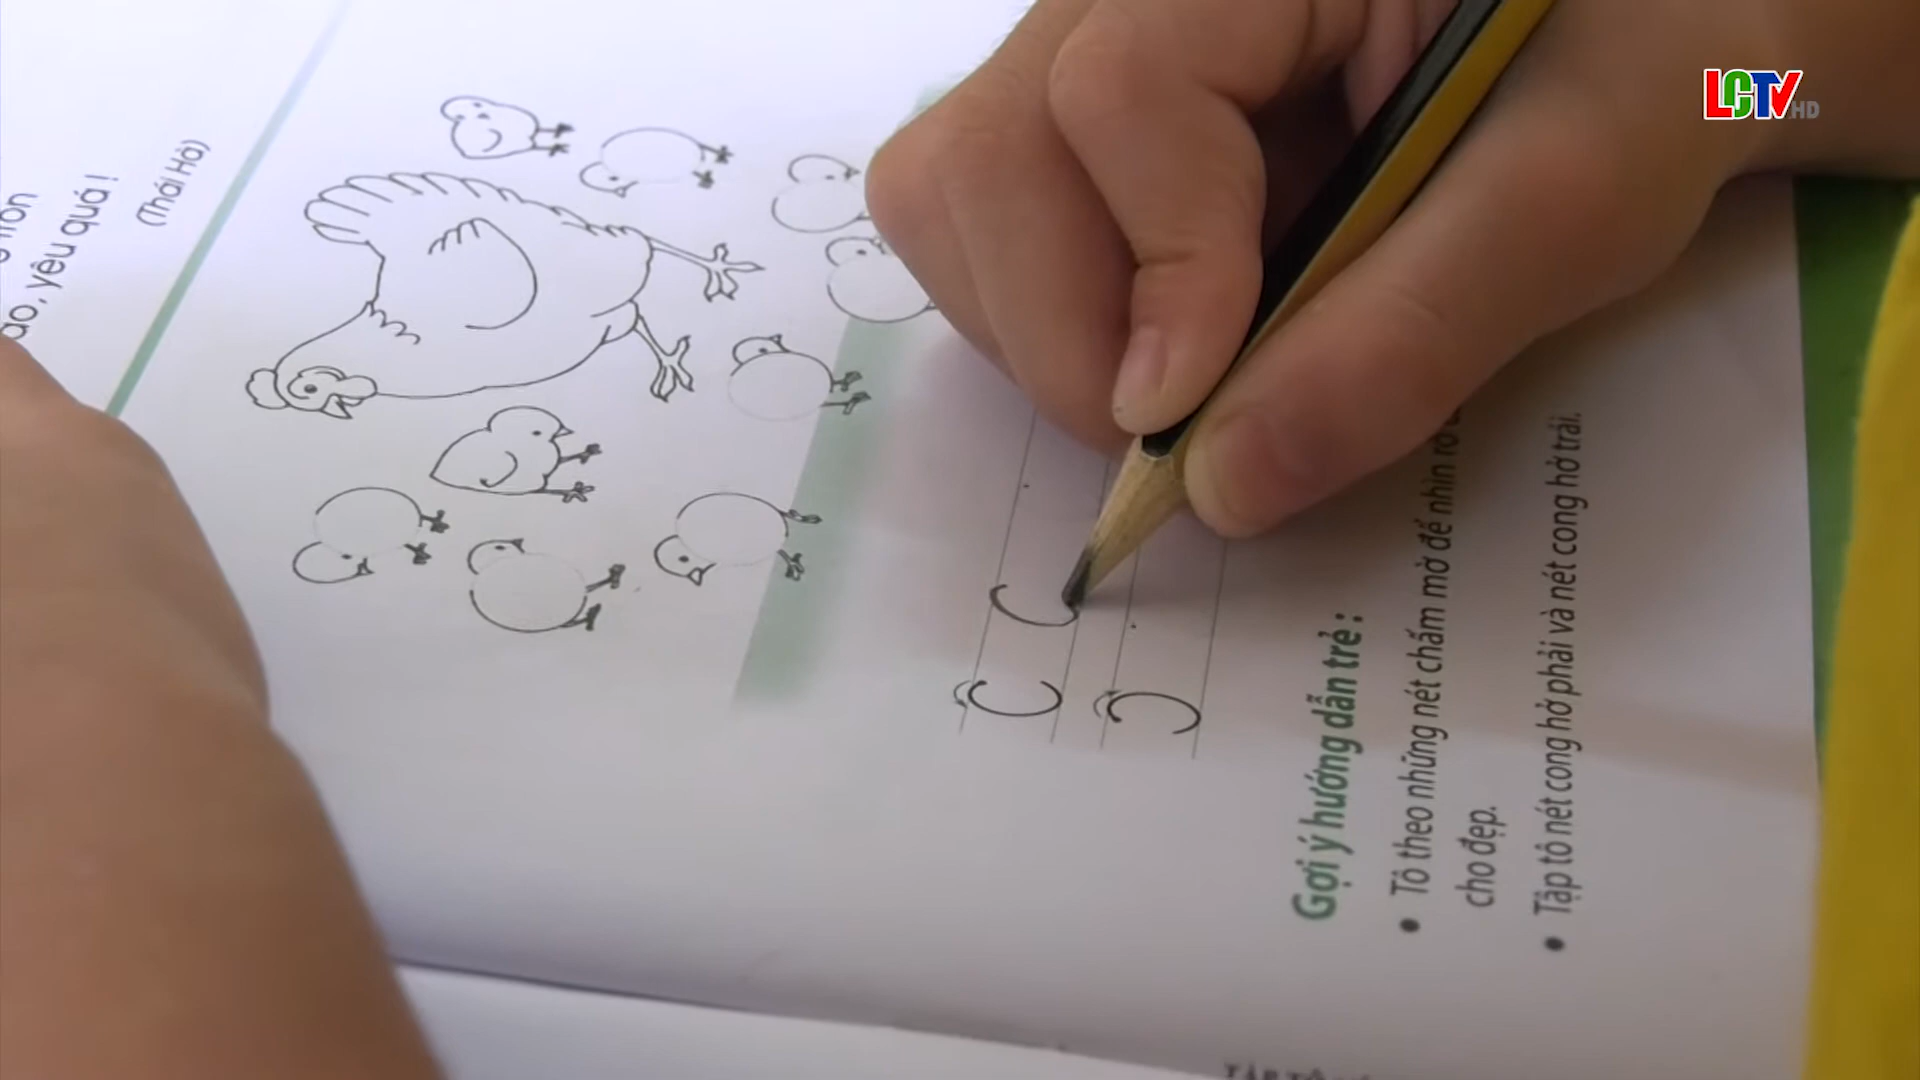 LCTV.HD
yêu quá !
(Thái Hà)
Gợi ý hướng dẫn trẻ :
• Tô theo những nét chấm mờ để nhìn rõ
cho đẹp.
• Tập tô nét cong hở phải và nét cong hở trái.